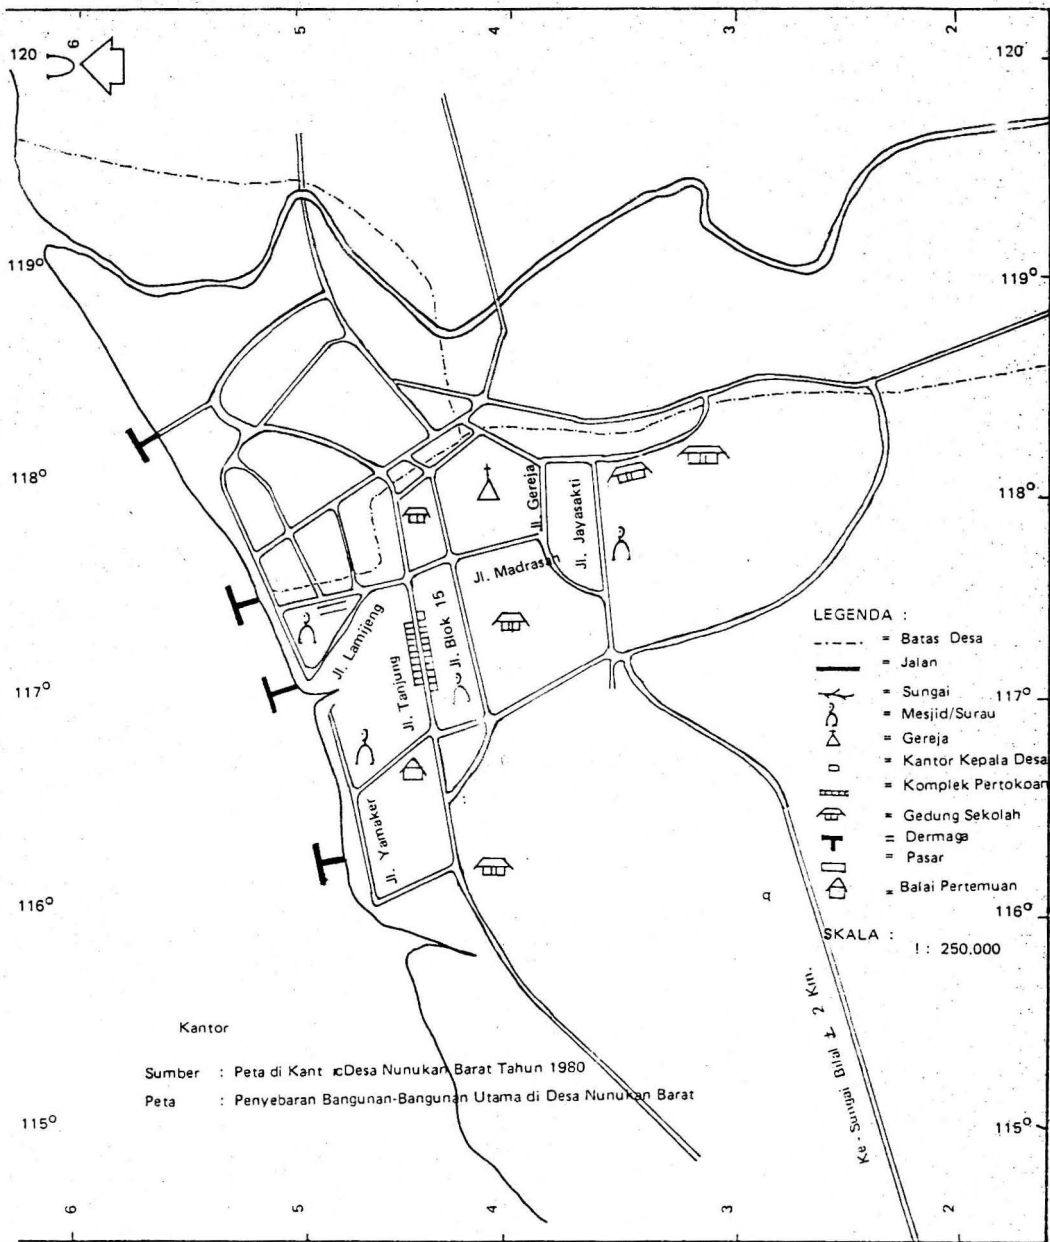 5
4
3
2
120
6
120°
119°
119°
118°
118°
Jl. Gereja
Jl. Jayasakti
Jl. Madrasah
Jl. Blok 15
Jl. Lamijeng
Jl. Tanjung
Jl. Yamaker
117°
117°
LEGENDA :
= Batas Desa
= Jalan
= Sungai
= Mesjid/Surau
= Gereja
= Kantor Kepala Desa
= Komplek Pertokoan
= Gedung Sekolah
= Dermaga
= Pasar
= Balai Pertemuan
116°
116°
SKALA :
1 : 250.000
Ke - Sungai Bilal ± 2 Km.
Kantor
Sumber : Peta di Kant Desa Nunukan Barat Tahun 1980
Peta : Penyebaran Bangunan-Bangunan Utama di Desa Nunukan Barat
115°
115°
6
5
4
3
2